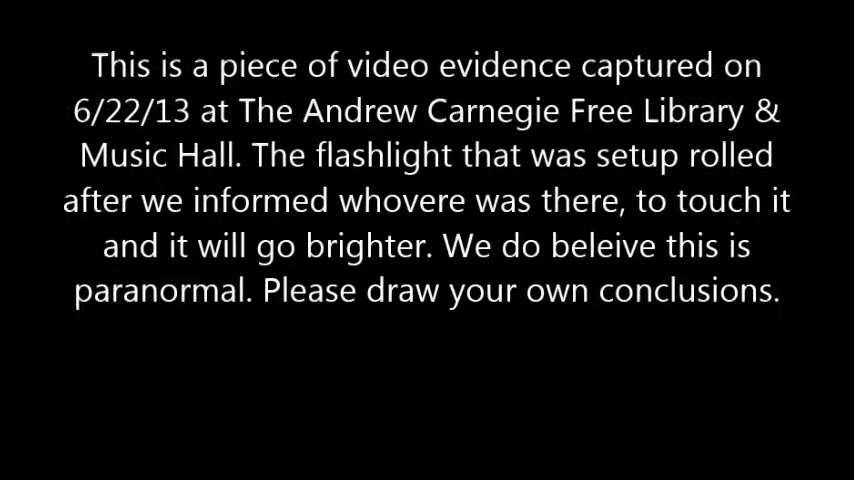 This is a piece of video evidence captured on
6/22/13 at The Andrew Carnegie Free Library &
Music Hall. The flashlight that was setup rolled
after we informed whovere was there, to touch it
and it will go brighter. We do beleive this is
paranormal. Please draw your own conclusions.